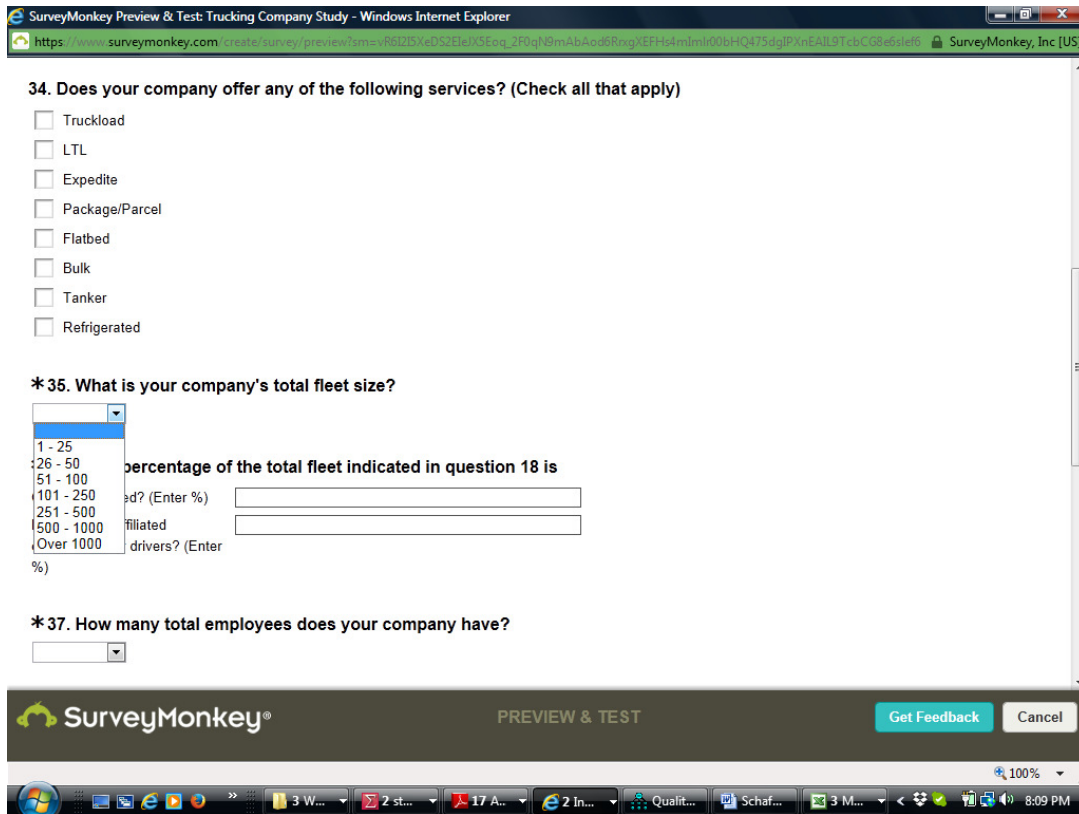 SurveyMonkey Preview & Test: Trucking Company Study - Windows Internet Explorer
https://www.surveymonkey.com/create/survey/preview?sm= SurveyMonkey, Inc [US
34. Does your company offer any of the following services? (Check all that apply)
Truckload
LTL
Expedite
Package/Parcel
Flatbed
Bulk
Tanker
Refrigerated
*35. What is your company's total fleet size?
1 - 25
26 - 50
51 - 100
101 - 250
251 - 500
500 - 1000
Over 1000
percentage of the total fleet indicated in question 18 is
ed? (Enter %)
filiated
drivers? (Enter
%)
*37. How many total employees does your company have?
SurveyMonkey® PREVIEW & TEST Get Feedback Cancel
100%
3 W... 2 st... 17 A... 2 In... Qualit... Schaf... 3 M... 8:09 PM